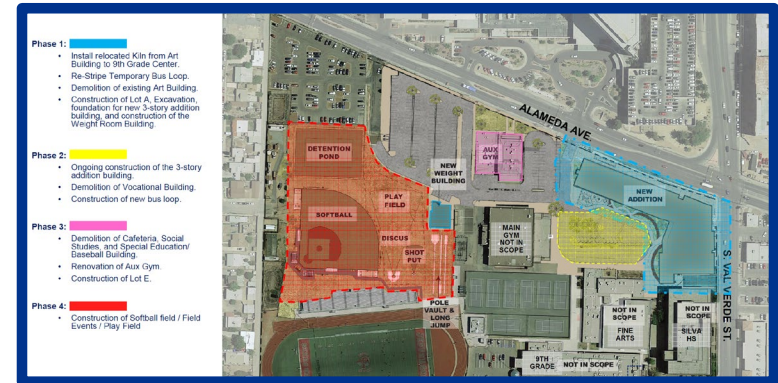 Phase 1:
• Install relocated Kiln from Art
Building to 9th Grade Center.
• Re-Stripe Temporary Bus Loop.
• Demolition of existing Art Building.
• Construction of Lot A, Excavation,
foundation for new 3-story addition
building, and construction of the
Weight Room Building.
Phase 2:
• Ongoing construction of the 3-story
addition building.
• Demolition of Vocational Building.
• Construction of new bus loop.
Phase 3:
• Demolition of Cafeteria, Social
Studies, and Special Education/
Baseball Building.
• Renovation of Aux Gym.
• Construction of Lot E.
Phase 4:
• Construction of Softball field / Field
Events / Play Field
ALAMEDA AVE.
DETENTION
POND
AUX
GYM
NEW
WEIGHT
BUILDING
PLAY
FIELD
NEW
ADDITION
SOFTBALL
DISCUS
SHOT
PUT
MAIN
GYM
NOT IN
SCOPE
S. VAL VERDE ST.
POLE
VAULT &
LONG
JUMP
NOT IN
SCOPE
FINE
ARTS
NOT IN
SCOPE
SILVA
HS
9TH
GRADE
NOT IN SCOPE